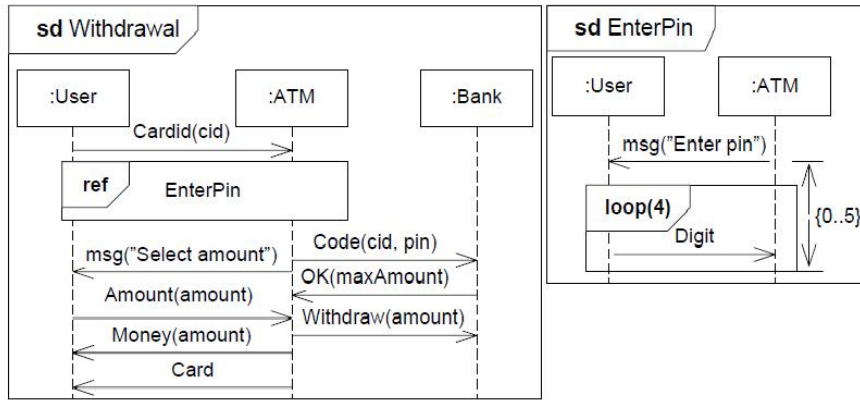 sd Withdrawal
:User
:ATM
:Bank
Cardid(cid)
ref
EnterPin
Code(cid, pin)
msg("Select amount")
OK(maxAmount)
Amount(amount)
Withdraw(amount)
Money(amount)
Card
sd EnterPin
:User
:ATM
msg("Enter pin")
loop(4)
{0..5}
Digit